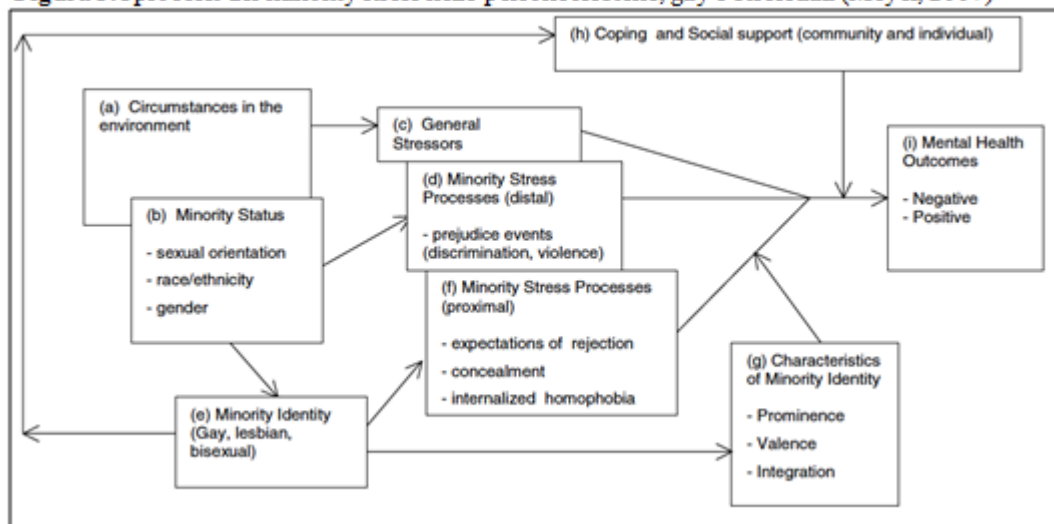 (h) Coping and Social support (community and individual)
(a) Circumstances in the
environment
(c) General
Stressors
(i) Mental Health
Outcomes
- Negative
- Positive
(d) Minority Stress
Processes (distal)
- prejudice events
(discrimination, violence)
(b) Minority Status
- sexual orientation
- race/ethnicity
- gender
(f) Minority Stress Processes
(proximal)
- expectations of rejection
- concealment
- internalized homophobia
(g) Characteristics
of Minority Identity
- Prominence
- Valence
- Integration
(e) Minority Identity
(Gay, lesbian,
bisexual)